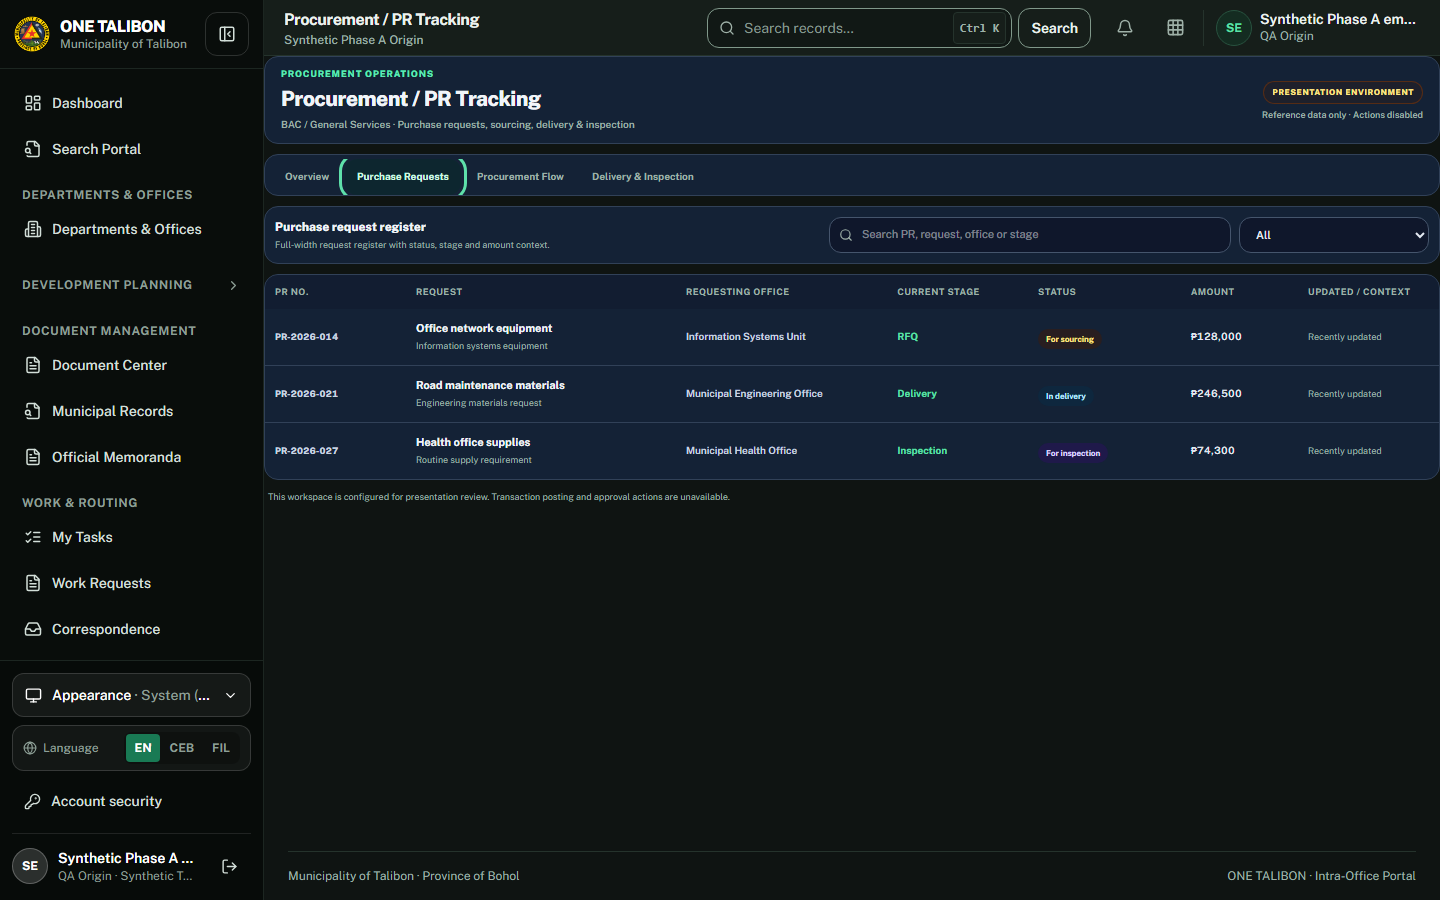 ONE TALIBON
Municipality of Talibon
Dashboard
Search Portal
DEPARTMENTS & OFFICES
Departments & Offices
DEVELOPMENT PLANNING
DOCUMENT MANAGEMENT
Document Center
Municipal Records
Official Memoranda
WORK & ROUTING
My Tasks
Work Requests
Correspondence
Appearance · System (...
Language EN CEB FIL
Account security
SE Synthetic Phase A ...
QA Origin · Synthetic T...
Procurement / PR Tracking
Synthetic Phase A Origin
Search records... Ctrl K Search
SE Synthetic Phase A em...
QA Origin
PROCUREMENT OPERATIONS
Procurement / PR Tracking
BAC / General Services · Purchase requests, sourcing, delivery & inspection
PRESENTATION ENVIRONMENT
Reference data only · Actions disabled
Overview Purchase Requests Procurement Flow Delivery & Inspection
Purchase request register
Full-width request register with status, stage and amount context.
Search PR, request, office or stage All
PR NO. REQUEST REQUESTING OFFICE CURRENT STAGE STATUS AMOUNT UPDATED / CONTEXT
PR-2026-014 Office network equipment Information Systems Unit RFQ For sourcing ₱128,000 Recently updated
Information systems equipment
PR-2026-021 Road maintenance materials Municipal Engineering Office Delivery In delivery ₱246,500 Recently updated
Engineering materials request
PR-2026-027 Health office supplies Municipal Health Office Inspection For inspection ₱74,300 Recently updated
Routine supply requirement
This workspace is configured for presentation review. Transaction posting and approval actions are unavailable.
Municipality of Talibon · Province of Bohol
ONE TALIBON · Intra-Office Portal